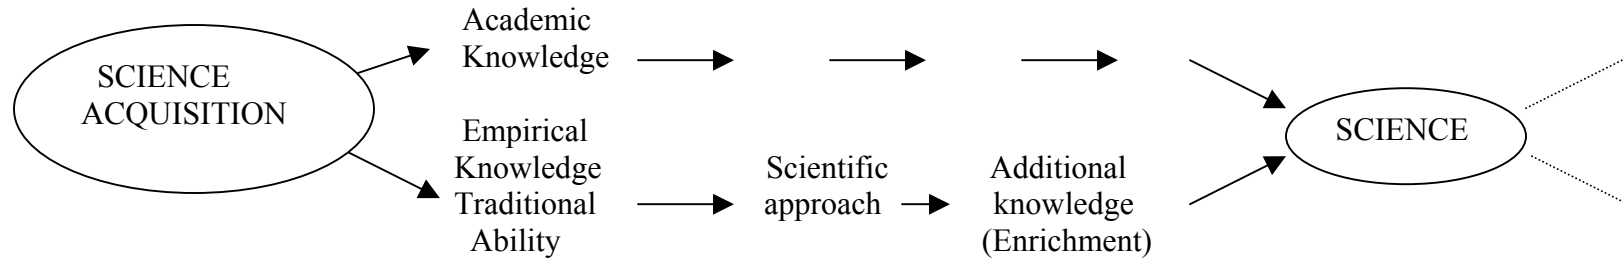 SCIENCE
ACQUISITION
Academic
Knowledge
Empirical
Knowledge
Traditional
Ability
Scientific
approach
Additional
knowledge
(Enrichment)
SCIENCE